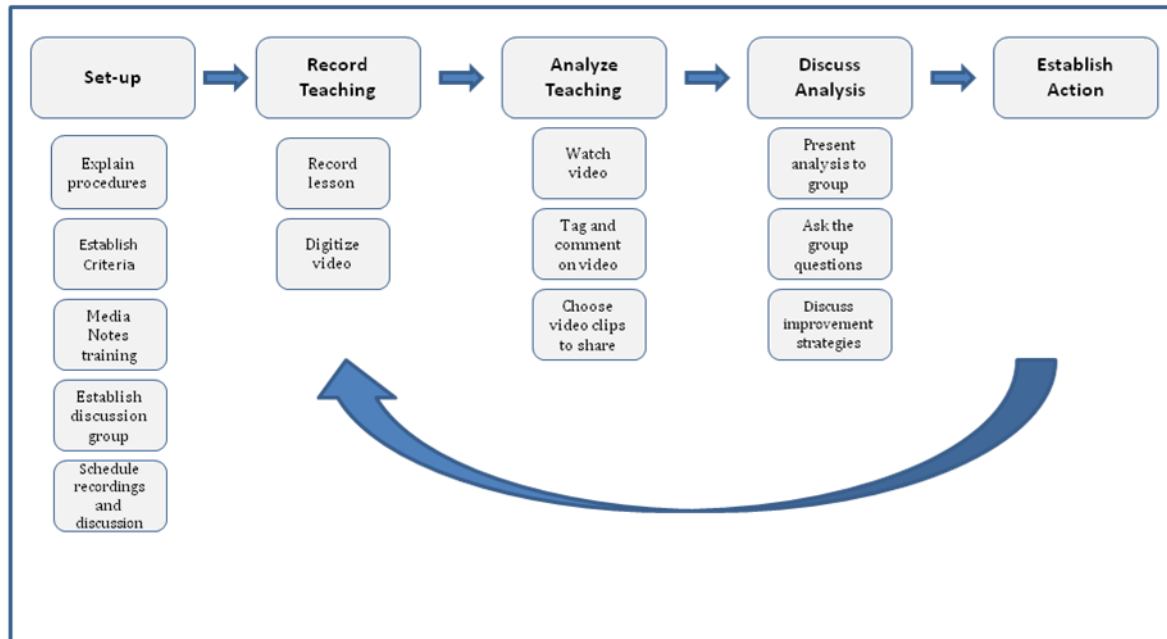 Set-up
Record
Teaching
Analyze
Teaching
Discuss
Analysis
Establish
Action
Explain
procedures
Establish
Criteria
Media
Notes
training
Establish
discussion
group
Schedule
recordings
and
discussion
Record
lesson
Digitize
video
Watch
video
Tag and
comment
on video
Choose
video clips
to share
Present
analysis to
group
Ask the
group
questions
Discuss
improvement
strategies